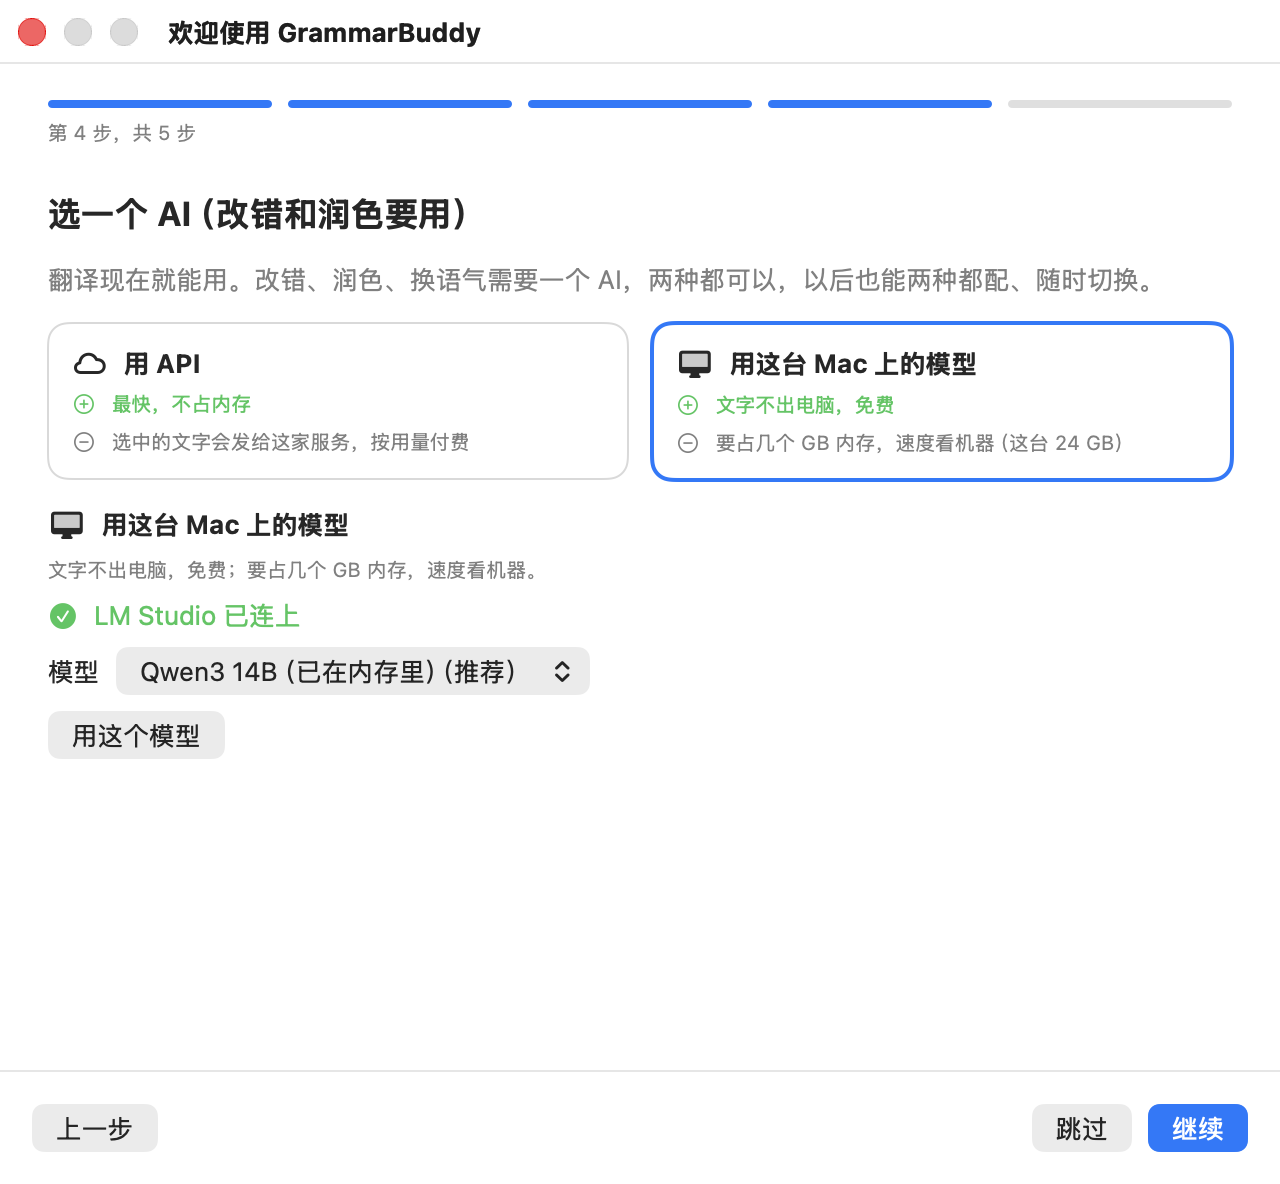 欢迎使用 GrammarBuddy
第 4 步，共 5 步
选一个 AI（改错和润色要用）
翻译现在就能用。改错、润色、换语气需要一个 AI，两种都可以，以后也能两种都配、随时切换。
用 API
最快，不占内存
选中的文字会发给这家服务，按用量付费
用这台 Mac 上的模型
文字不出电脑，免费
要占几个 GB 内存，速度看机器（这台 24 GB）
用这台 Mac 上的模型
文字不出电脑，免费；要占几个 GB 内存，速度看机器。
LM Studio 已连上
模型 Qwen3 14B（已在内存里）（推荐）
用这个模型
上一步 跳过 继续